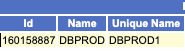 Id Name Unique Name
160158887 DBPROD DBPROD1